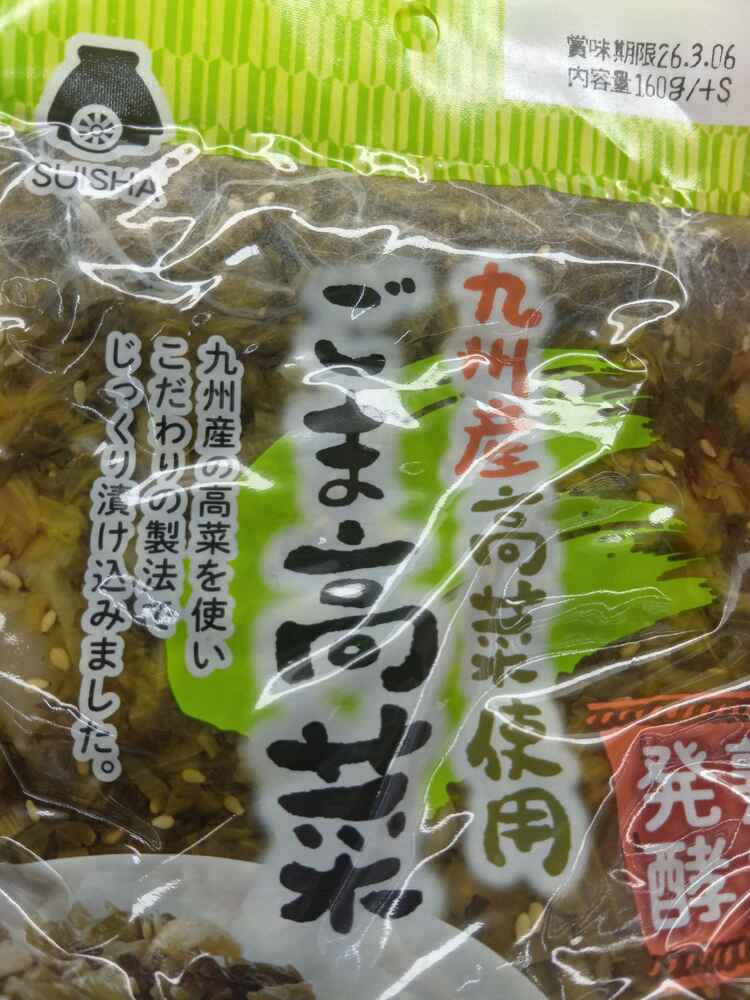 賞味期限26.3.06
内容量160g/+S
SUISHA
九州産高菜使用
ごま高菜
九州産の高菜を使い
こだわりの製法で
じっくり漬け込みました。
発酵